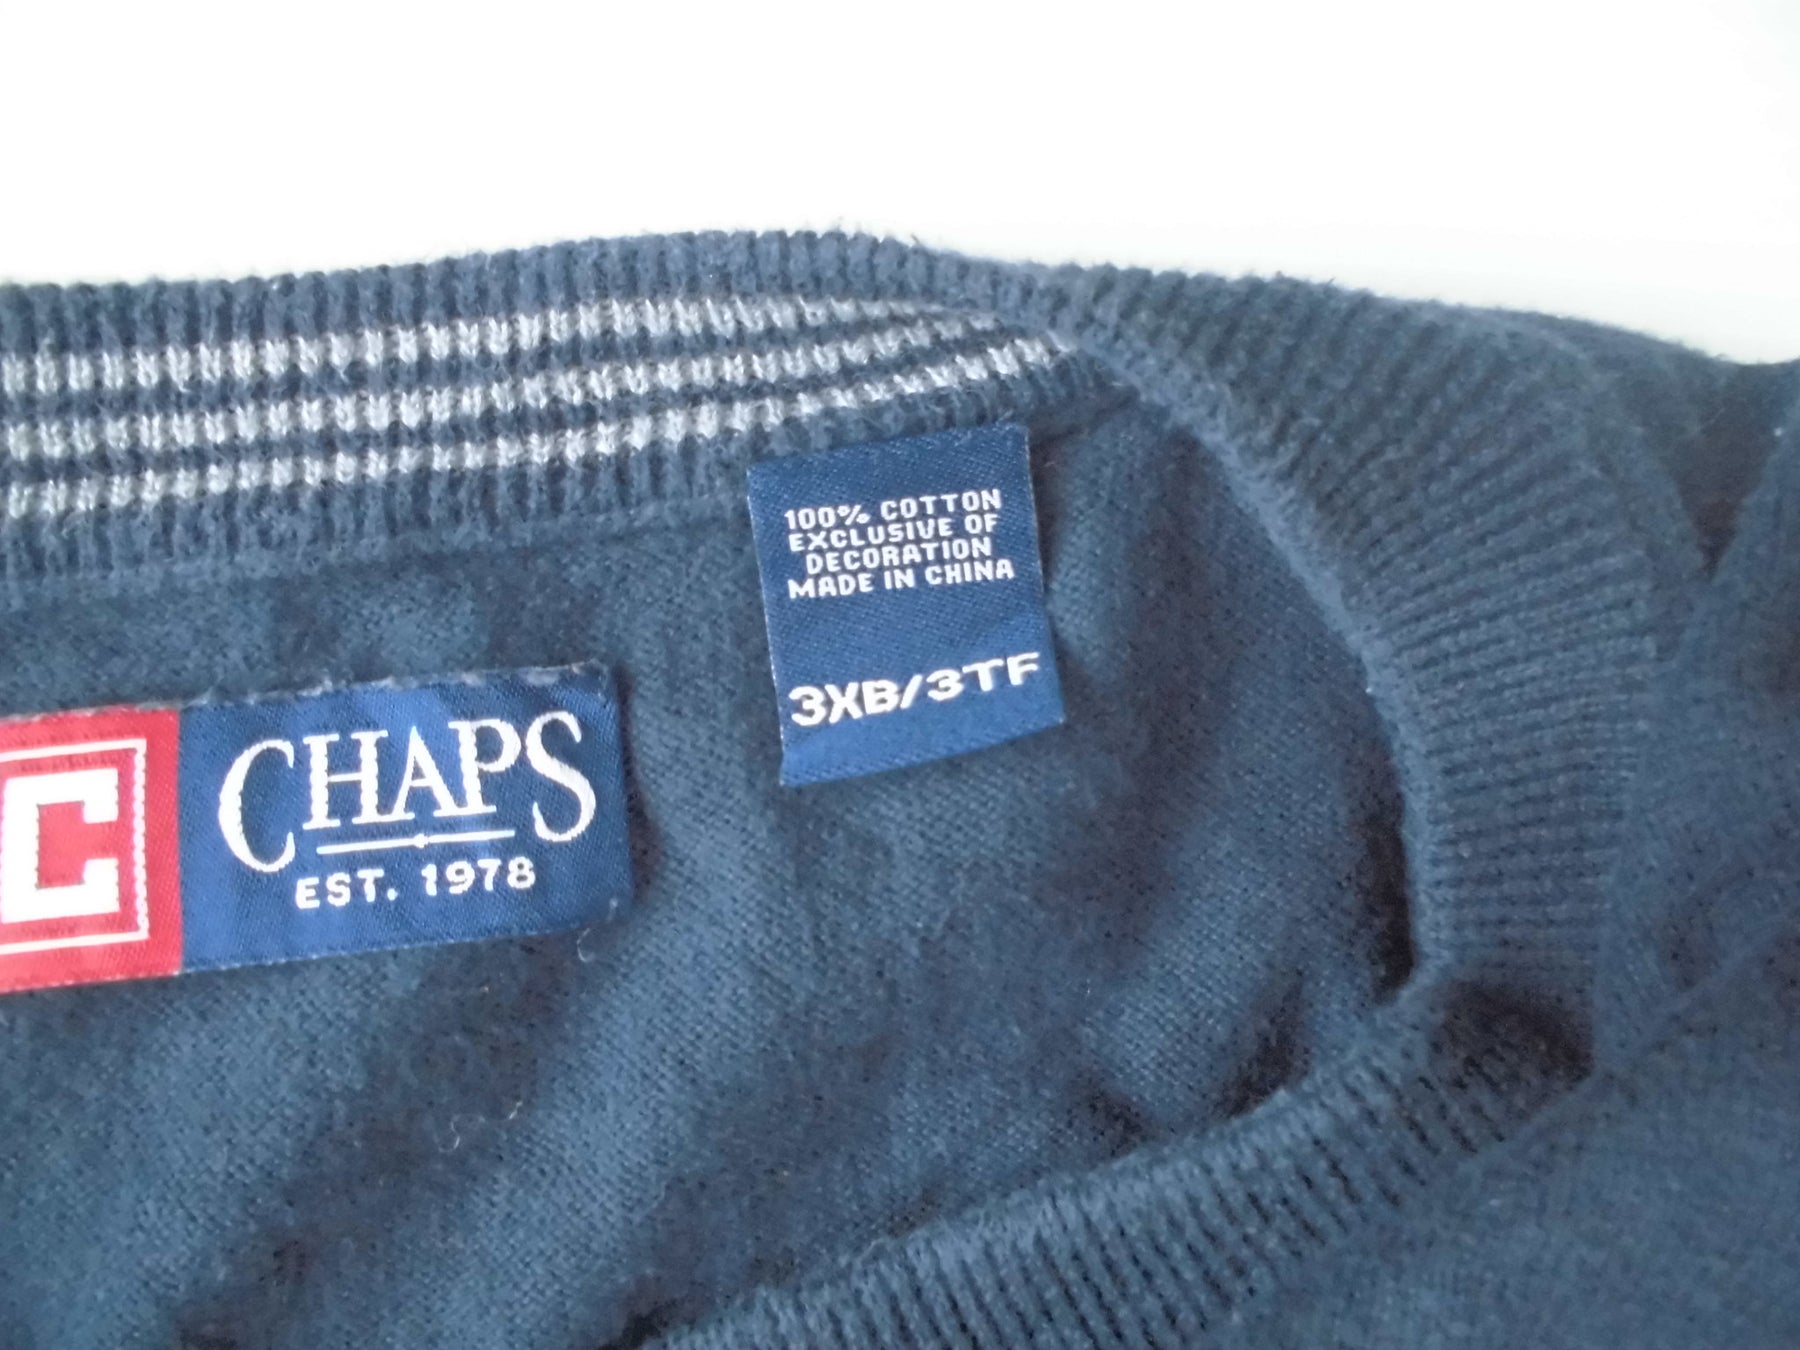 100% COTTON
EXCLUSIVE OF
DECORATION
MADE IN CHINA
3XB/3TF
C
CHAPS
EST. 1978